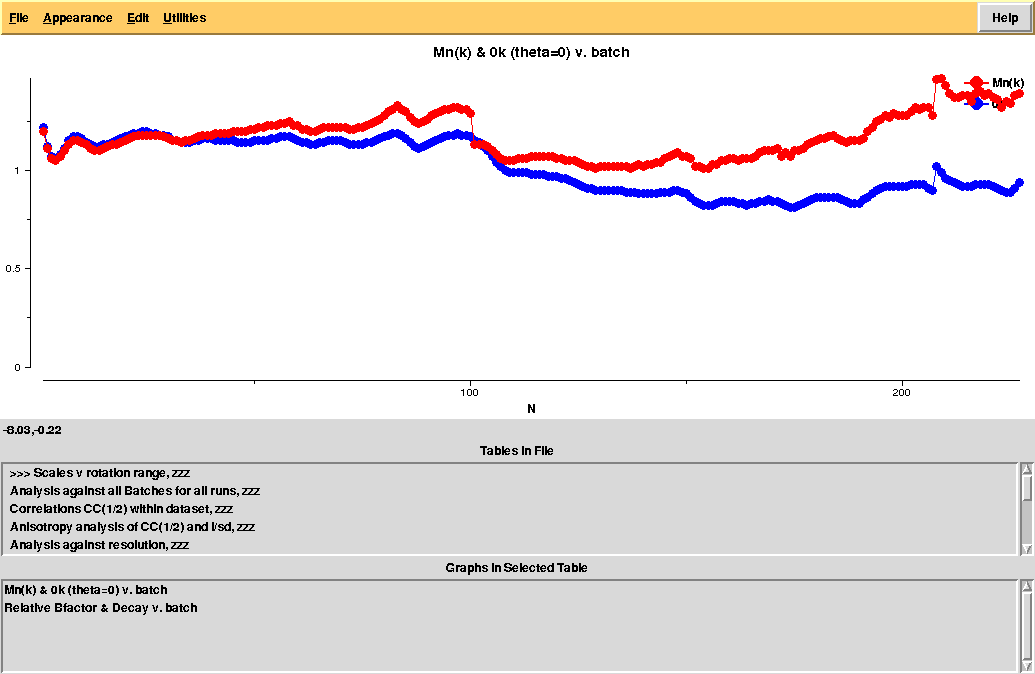 File Appearance Edit Utilities Help
Mn(k) & 0k (theta=0) v. batch
Mn(k)
1
0.5
0
100 200
N
-8.03,-0.22
Tables in File
>>> Scales v rotation range, zzz
Analysis against all Batches for all runs, zzz
Correlations CC(1/2) within dataset, zzz
Anisotropy analysis of CC(1/2) and I/sd, zzz
Analysis against resolution, zzz
Graphs in Selected Table
Mn(k) & 0k (theta=0) v. batch
Relative Bfactor & Decay v. batch